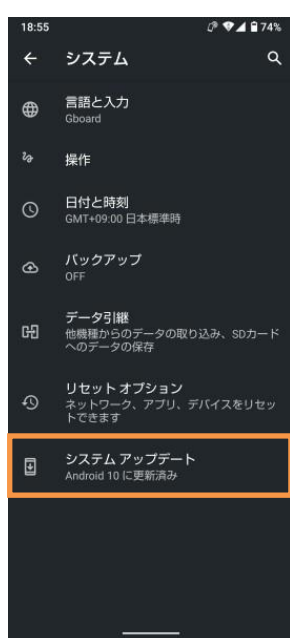 18:55 74%
システム
言語と入力
Gboard
操作
日付と時刻
GMT+09:00 日本標準時
バックアップ
OFF
データ引継
他機種からのデータの取り込み、SDカード
へのデータの保存
リセット オプション
ネットワーク、アプリ、デバイスをリセッ
トできます
システム アップデート
Android 10 に更新済み